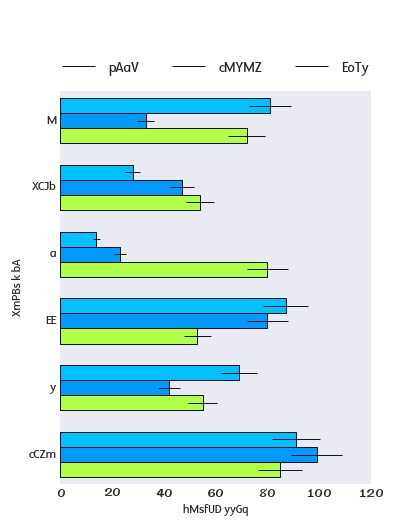 pAaV cMYMZ EoTy
M
XCJb
a
EE
y
cCZm
XmPBs k bA
0 20 40 60 80 100 120
hMsfUD yyGq